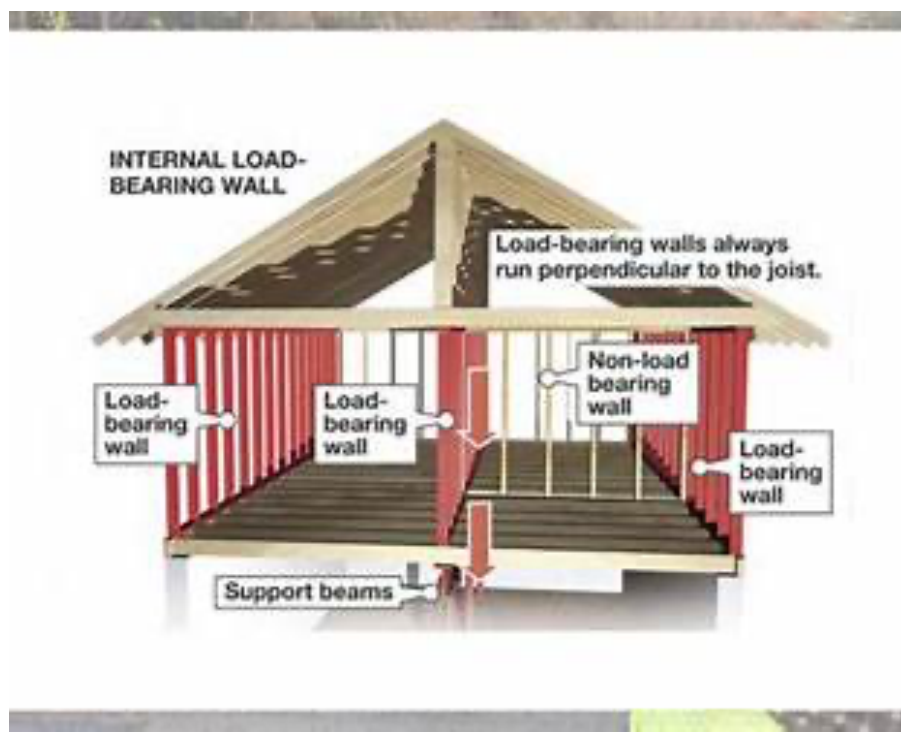 INTERNAL LOAD-
BEARING WALL
Load-bearing walls always
run perpendicular to the joist.
Non-load
bearing
wall
Load-
bearing
wall
Load-
bearing
wall
Load-
bearing
wall
Support beams